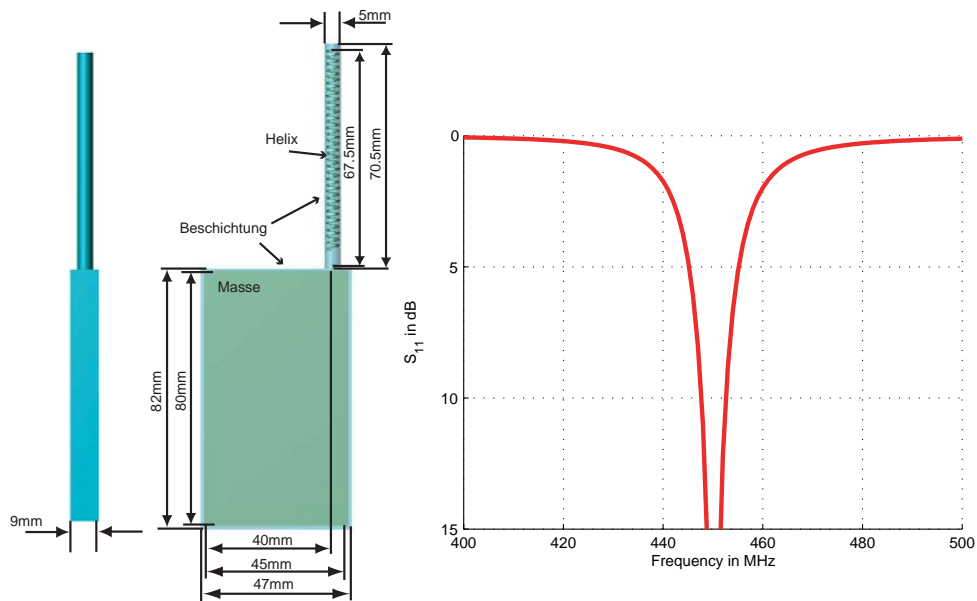 5mm
Helix
67.5mm
70.5mm
Beschichtung
Masse
82mm
80mm
9mm
40mm
45mm
47mm
S11 in dB
0
5
10
15
400
420
440
460
480
500
Frequency in MHz